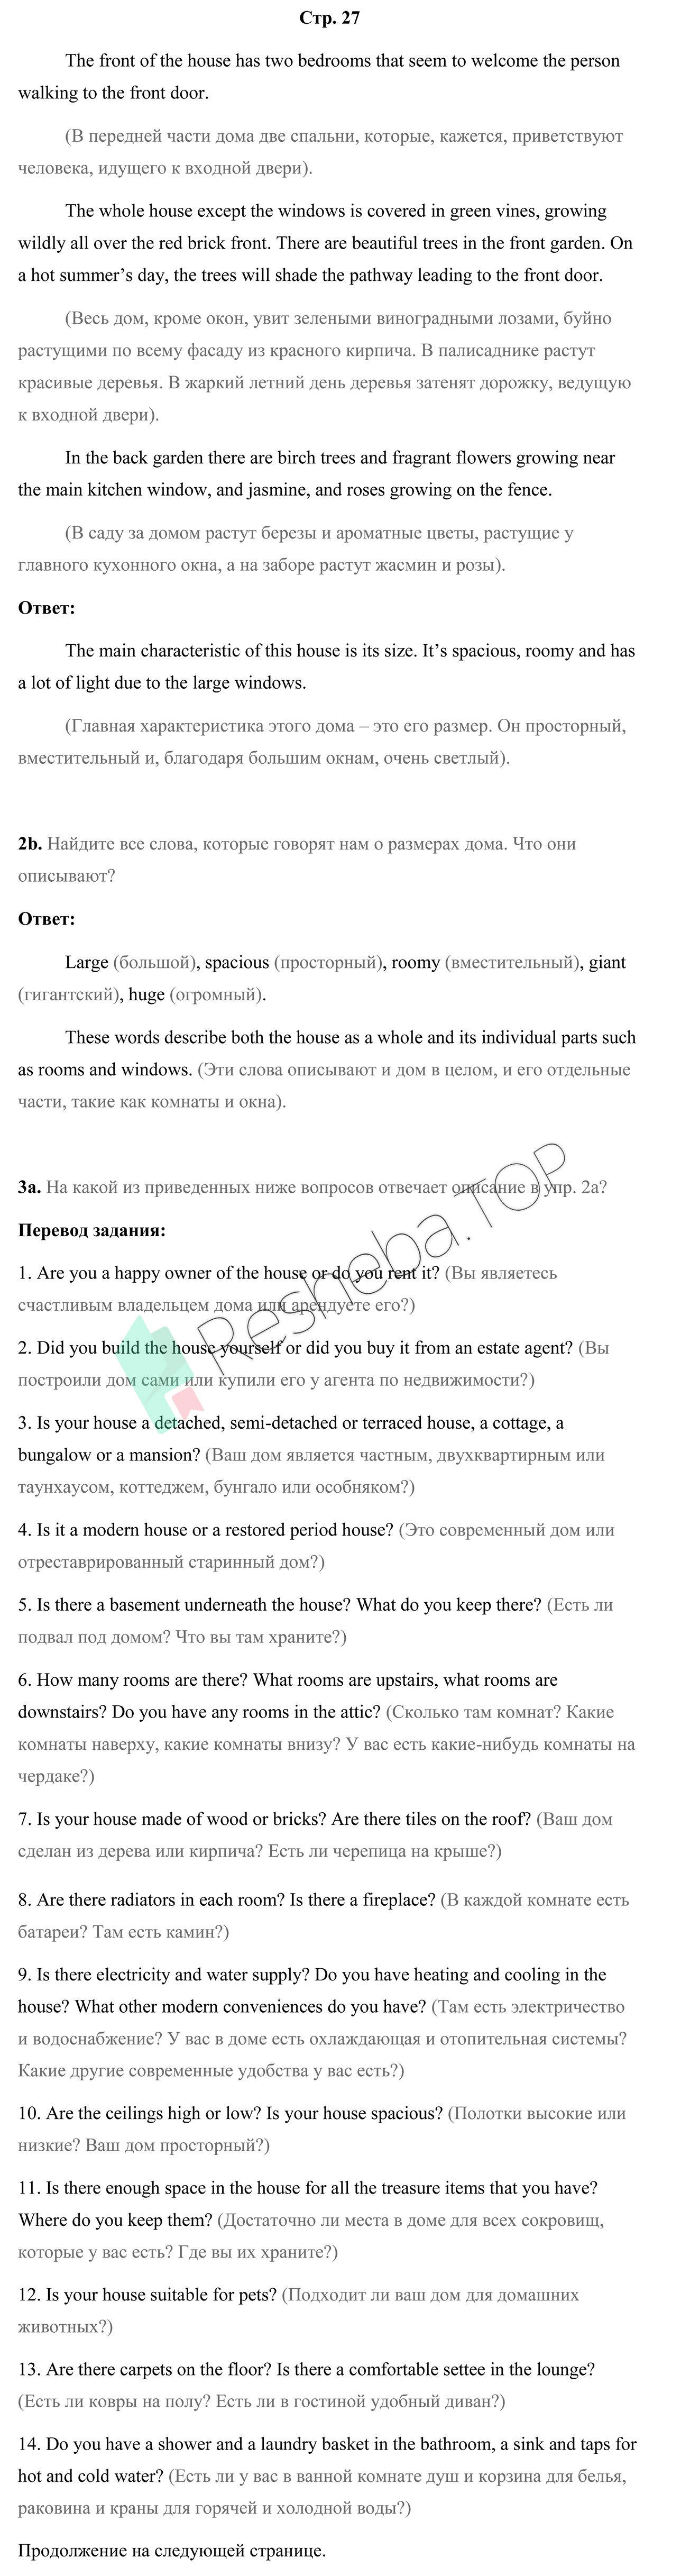 Стр. 27
The front of the house has two bedrooms that seem to welcome the person
walking to the front door.
(В передней части дома две спальни, которые, кажется, приветствуют
человека, идущего к входной двери).
The whole house except the windows is covered in green vines, growing
wildly all over the red brick front. There are beautiful trees in the front garden. On
a hot summer’s day, the trees will shade the pathway leading to the front door.
(Весь дом, кроме окон, увит зелеными виноградными лозами, буйно
растущими по всему фасаду из красного кирпича. В палисаднике растут
красивые деревья. В жаркий летний день деревья затенят дорожку, ведущую
к входной двери).
In the back garden there are birch trees and fragrant flowers growing near
the main kitchen window, and jasmine, and roses growing on the fence.
(В саду за домом растут березы и ароматные цветы, растущие у
главного кухонного окна, а на заборе растут жасмин и розы).
Ответ:
The main characteristic of this house is its size. It’s spacious, roomy and has
a lot of light due to the large windows.
(Главная характеристика этого дома – это его размер. Он просторный,
вместительный и, благодаря большим окнам, очень светлый).
2b. Найдите все слова, которые говорят нам о размерах дома. Что они
описывают?
Ответ:
Large (большой), spacious (просторный), roomy (вместительный), giant
(гигантский), huge (огромный).
These words describe both the house as a whole and its individual parts such
as rooms and windows. (Эти слова описывают и дом в целом, и его отдельные
части, такие как комнаты и окна).
3a. На какой из приведенных ниже вопросов отвечает описание в упр. 2а?
Перевод задания:
1. Are you a happy owner of the house or do you rent it? (Вы являетесь
счастливым владельцем дома или арендуете его?)
2. Did you build the house yourself or did you buy it from an estate agent? (Вы
построили дом сами или купили его у агента по недвижимости?)
3. Is your house a detached, semi-detached or terraced house, a cottage, a
bungalow or a mansion? (Ваш дом является частным, двухквартирным или
таунхаусом, коттеджем, бунгало или особняком?)
4. Is it a modern house or a restored period house? (Это современный дом или
отреставрированный старинный дом?)
5. Is there a basement underneath the house? What do you keep there? (Есть ли
подвал под домом? Что вы там храните?)
6. How many rooms are there? What rooms are upstairs, what rooms are
downstairs? Do you have any rooms in the attic? (Сколько там комнат? Какие
комнаты наверху, какие комнаты внизу? У вас есть какие-нибудь комнаты на
чердаке?)
7. Is your house made of wood or bricks? Are there tiles on the roof? (Ваш дом
сделан из дерева или кирпича? Есть ли черепица на крыше?)
8. Are there radiators in each room? Is there a fireplace? (В каждой комнате есть
батареи? Там есть камин?)
9. Is there electricity and water supply? Do you have heating and cooling in the
house? What other modern conveniences do you have? (Там есть электричество
и водоснабжение? У вас в доме есть охлаждающая и отопительная системы?
Какие другие современные удобства у вас есть?)
10. Are the ceilings high or low? Is your house spacious? (Полотки высокие или
низкие? Ваш дом просторный?)
11. Is there enough space in the house for all the treasure items that you have?
Where do you keep them? (Достаточно ли места в доме для всех сокровищ,
которые у вас есть? Где вы их храните?)
12. Is your house suitable for pets? (Подходит ли ваш дом для домашних
животных?)
13. Are there carpets on the floor? Is there a comfortable settee in the lounge?
(Есть ли ковры на полу? Есть ли в гостиной удобный диван?)
14. Do you have a shower and a laundry basket in the bathroom, a sink and taps for
hot and cold water? (Есть ли у вас в ванной комнате душ и корзина для белья,
раковина и краны для горячей и холодной воды?)
Продолжение на следующей странице.
Resheba.TOP